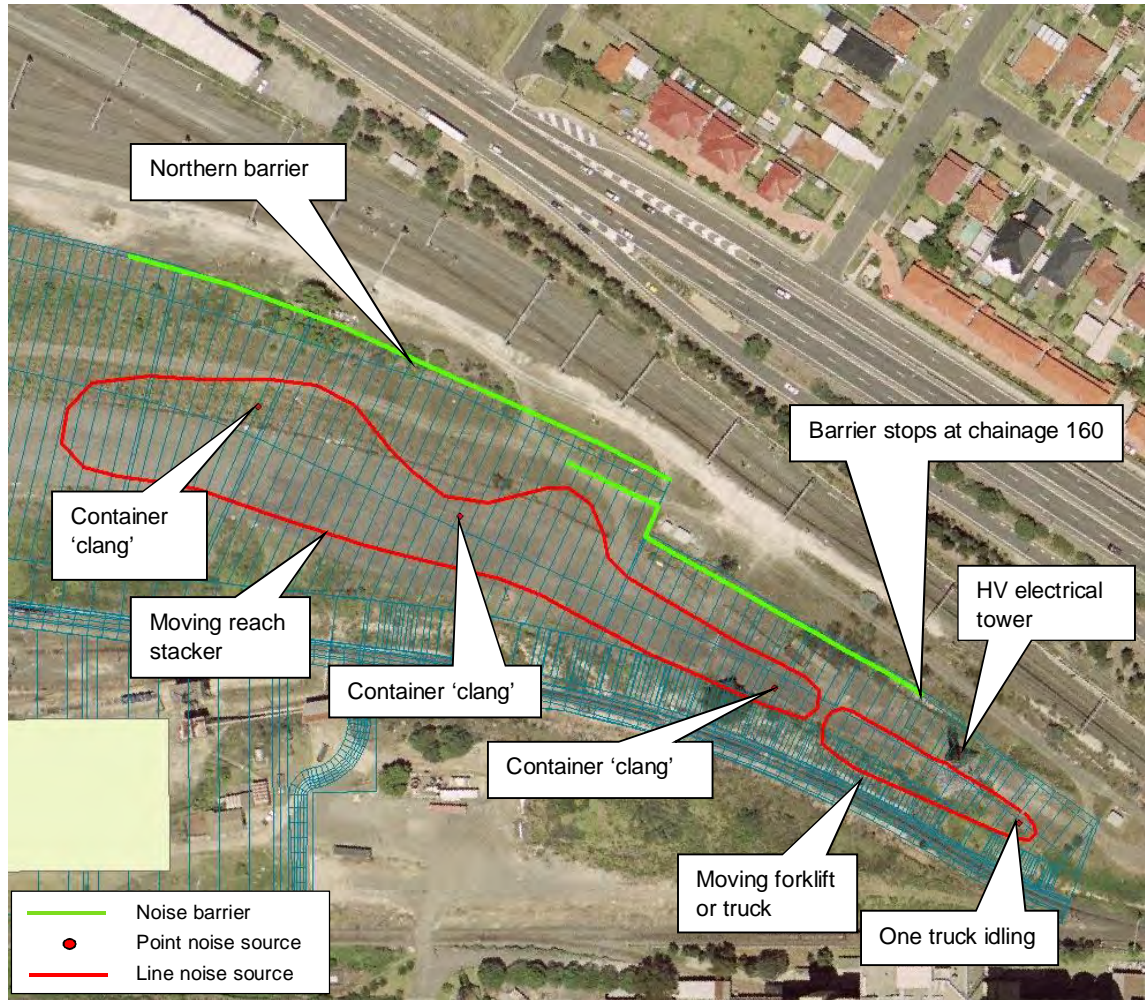 Northern barrier
Barrier stops at chainage 160
Container
‘clang’
HV electrical
tower
Moving reach
stacker
Container ‘clang’
Container ‘clang’
Moving forklift
or truck
One truck idling
Noise barrier
Point noise source
Line noise source